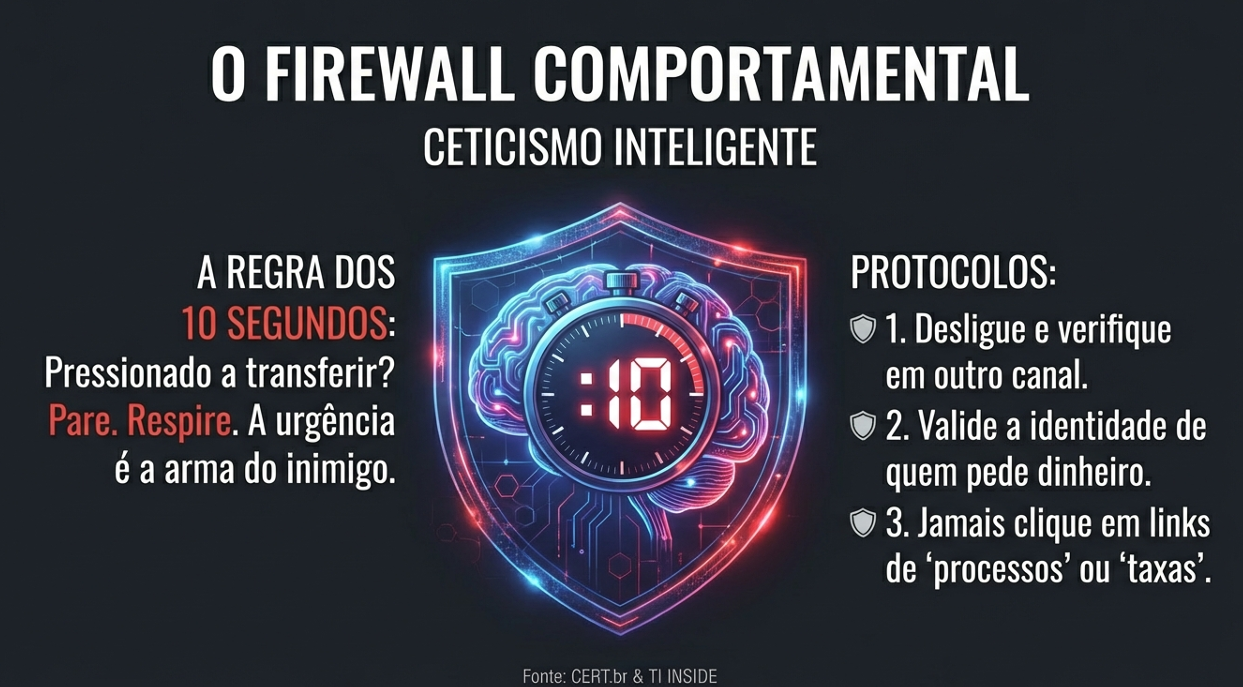 O FIREWALL COMPORTAMENTAL
CETICISMO INTELIGENTE
A REGRA DOS
10 SEGUNDOS:
Pressionado a transferir?
Pare. Respire. A urgência
é a arma do inimigo.
:10
PROTOCOLOS:
1. Desligue e verifique
em outro canal.
2. Valide a identidade de
quem pede dinheiro.
3. Jamais clique em links
de ‘processos’ ou ‘taxas’.
Fonte: CERT.br & TI INSIDE